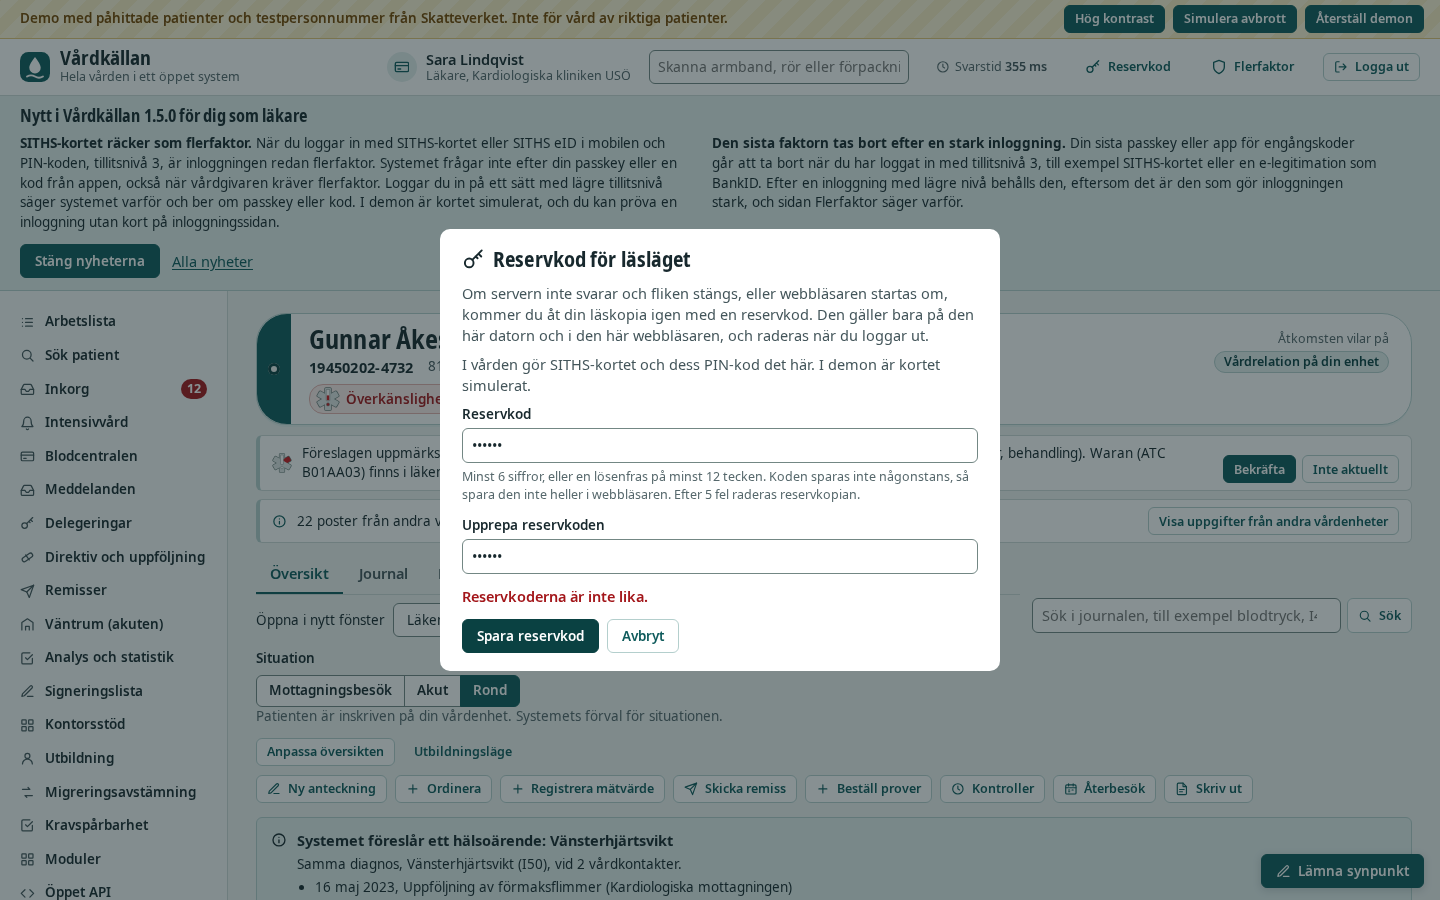 Demo med påhittade patienter och testpersonnummer från Skatteverket. Inte för vård av riktiga patienter.
Hög kontrast
Simulera avbrott
Återställ demon
Vårdkällan
Hela vården i ett öppet system
Sara Lindqvist
Läkare, Kardiologiska kliniken USÖ
Skanna armband, rör eller förpackni
Svarstid 355 ms
Reservkod
Flerfaktor
Logga ut
Nytt i Vårdkällan 1.5.0 för dig som läkare
SITHS-kortet räcker som flerfaktor. När du loggar in med SITHS-kortet eller SITHS eID i mobilen och
PIN-koden, tillitsnivå 3, är inloggningen redan flerfaktor. Systemet frågar inte efter din passkey eller en
kod från appen, också när vårdgivaren kräver flerfaktor. Loggar du in på ett sätt med lägre tillitsnivå
säger systemet varför och ber om passkey eller kod. I demon är kortet simulerat, och du kan pröva en
inloggning utan kort på inloggningssidan.
Den sista faktorn tas bort efter en stark inloggning. Din sista passkey eller app för engångskoder
går att ta bort när du har loggat in med tillitsnivå 3, till exempel SITHS-kortet eller en e-legitimation som
BankID. Efter en inloggning med lägre nivå behålls den, eftersom det är den som gör inloggningen
stark, och sidan Flerfaktor säger varför.
Stäng nyheterna
Alla nyheter
Arbetslista
Sök patient
Inkorg
12
Intensivvård
Blodcentralen
Meddelanden
Delegeringar
Direktiv och uppföljning
Remisser
Väntrum (akuten)
Analys och statistik
Signeringslista
Kontorsstöd
Utbildning
Migreringsavstämning
Kravspårbarhet
Moduler
Öppet API
Gunnar Åkes
19450202-4732
81
Överkänslighe
Åtkomsten vilar på
Vårdrelation på din enhet
Föreslagen uppmärks
, behandling). Waran (ATC
B01AA03) finns i läker
Bekräfta
Inte aktuellt
22 poster från andra v
Visa uppgifter från andra vårdenheter
Översikt
Journal
Öppna i nytt fönster
Läker
Sök i journalen, till exempel blodtryck, I4
Sök
Situation
Mottagningsbesök
Akut
Rond
Patienten är inskriven på din vårdenhet. Systemets förval för situationen.
Anpassa översikten
Utbildningsläge
Ny anteckning
Ordinera
Registrera mätvärde
Skicka remiss
Beställ prover
Kontroller
Återbesök
Skriv ut
Systemet föreslår ett hälsoärende: Vänsterhjärtsvikt
Samma diagnos, Vänsterhjärtsvikt (I50), vid 2 vårdkontakter.
• 16 maj 2023, Uppföljning av förmaksflimmer (Kardiologiska mottagningen)
Lämna synpunkt
Reservkod för läsläget
Om servern inte svarar och fliken stängs, eller webbläsaren startas om,
kommer du åt din läskopia igen med en reservkod. Den gäller bara på den
här datorn och i den här webbläsaren, och raderas när du loggar ut.
I vården gör SITHS-kortet och dess PIN-kod det här. I demon är kortet
simulerat.
Reservkod
••••••
Minst 6 siffror, eller en lösenfras på minst 12 tecken. Koden sparas inte någonstans, så
spara den inte heller i webbläsaren. Efter 5 fel raderas reservkopian.
Upprepa reservkoden
••••••
Reservkoderna är inte lika.
Spara reservkod
Avbryt